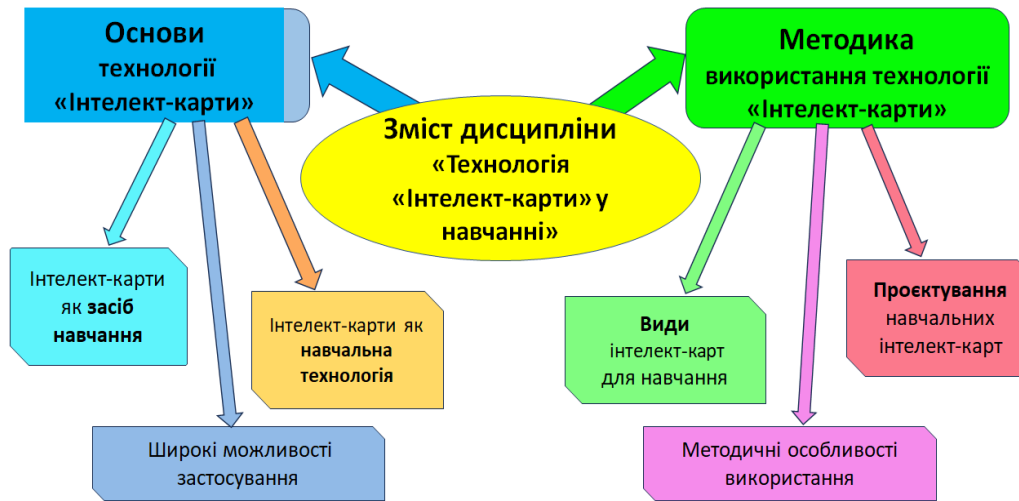 Основи
технології
«Інтелект-карти»
Методика
використання технології
«Інтелект-карти»
Зміст дисципліни
«Технологія
«Інтелект-карти» у
навчанні»
Інтелект-карти
як засіб
навчання
Інтелект-карти як
навчальна
технологія
Широкі можливості
застосування
Види
інтелект-карт
для навчання
Проєктування
навчальних
інтелект-карт
Методичні особливості
використання